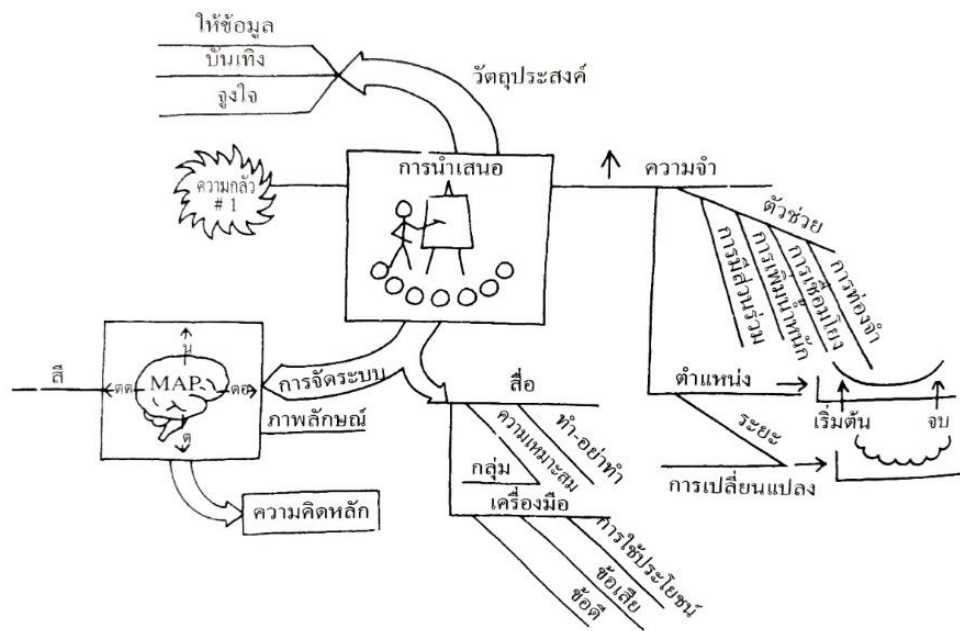 ให้ข้อมูล
บันเทิง
จูงใจ
วัตถุประสงค์
การนำเสนอ
ความกลัว
# 1
ความจำ
ตัวช่วย
การมีส่วนร่วม
การเพิ่มน้ำหนัก
การเชื่อมโยง
การท่องจำ
สี
น
ตต
MAP
ตอ
ต
การจัดระบบ
ภาพลักษณ์
ความคิดหลัก
สื่อ
ความเหมาะสม
ทำ-อย่าทำ
กลุ่ม
เครื่องมือ
ข้อดี
ข้อเสีย
การใช้ประโยชน์
ตำแหน่ง
เริ่มต้น
จบ
ระยะ
การเปลี่ยนแปลง